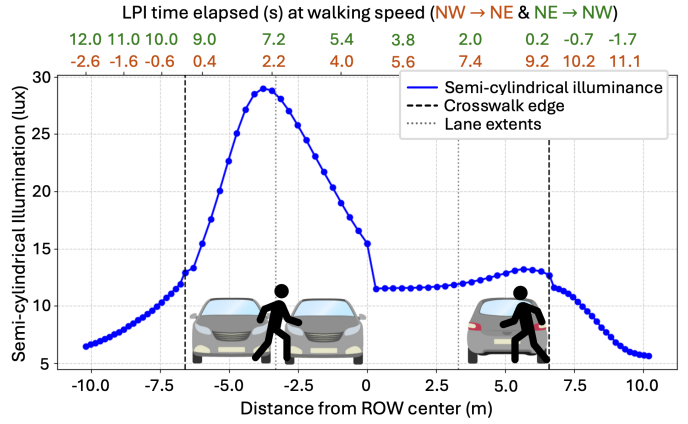 LPI time elapsed (s) at walking speed (NW → NE & NE → NW)
12.0 11.0 10.0 9.0 7.2 5.4 3.8 2.0 0.2 -0.7 -1.7
-2.6 -1.6 -0.6 0.4 2.2 4.0 5.6 7.4 9.2 10.2 11.1
Semi-cylindrical Illumination (lux)
30
25
20
15
10
5
Semi-cylindrical illuminance
Crosswalk edge
Lane extents
-10.0 -7.5 -5.0 -2.5 0 2.5 5.0 7.5 10.0
Distance from ROW center (m)